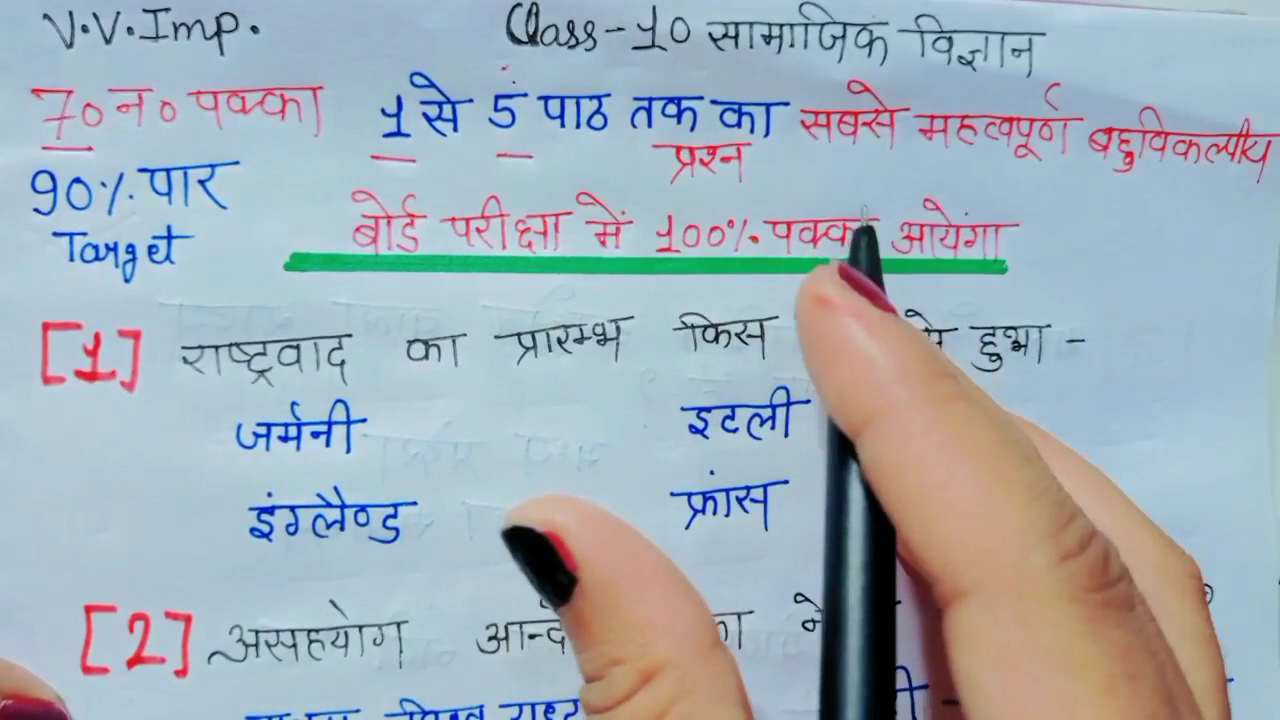 V.V.Imp. Class-10 सामाजिक विज्ञान
70 न० पक्का 1 से 5 पाठ तक का सबसे महत्वपूर्ण बहुविकल्पीय
प्रश्न
90% पार
Target
बोर्ड परीक्षा में 100% पक्का आयेंगा
[1] राष्ट्रवाद का प्रारम्भ किस से हुआ -
जर्मनी इटली
इंग्लैण्ड फ्रांस
[2] असहयोग